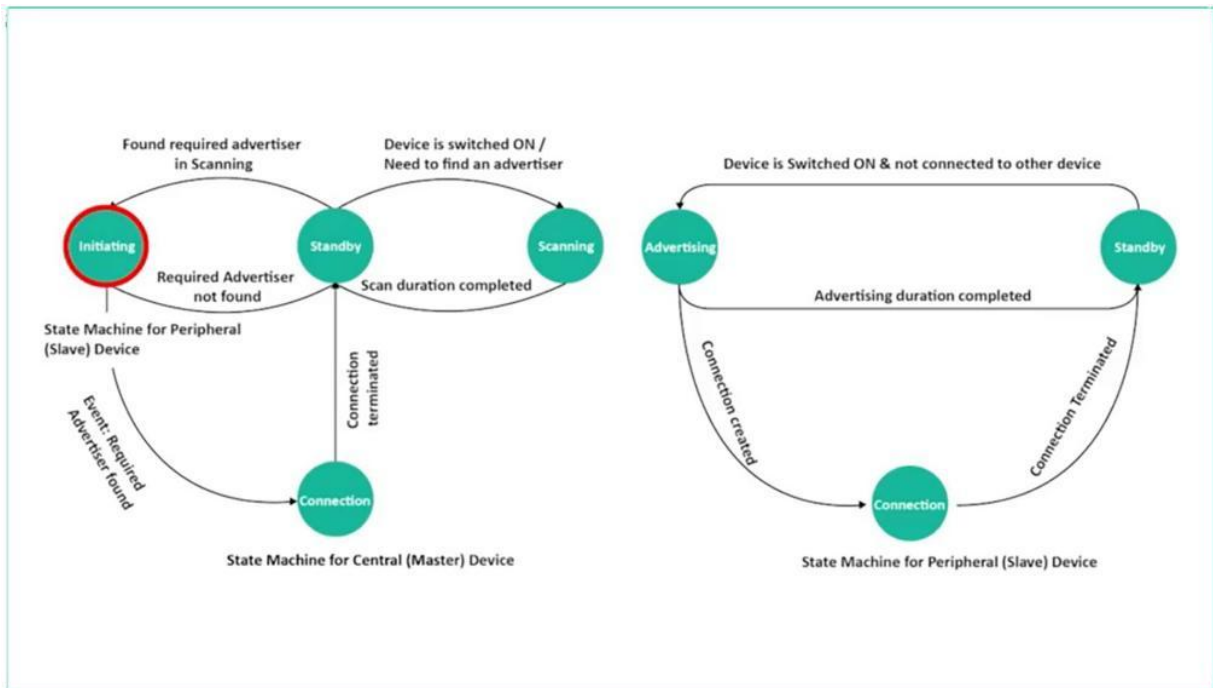 Found required advertiser
in Scanning
Device is switched ON /
Need to find an advertiser
Device is Switched ON & not connected to other device
Initiating
Standby
Scanning
Advertising
Standby
Required Advertiser
not found
Scan duration completed
Advertising duration completed
State Machine for Peripheral
(Slave) Device
Connection
terminated
Event: Required
Advertiser found
Connection created
Connection Terminated
Connection
Connection
State Machine for Central (Master) Device
State Machine for Peripheral (Slave) Device